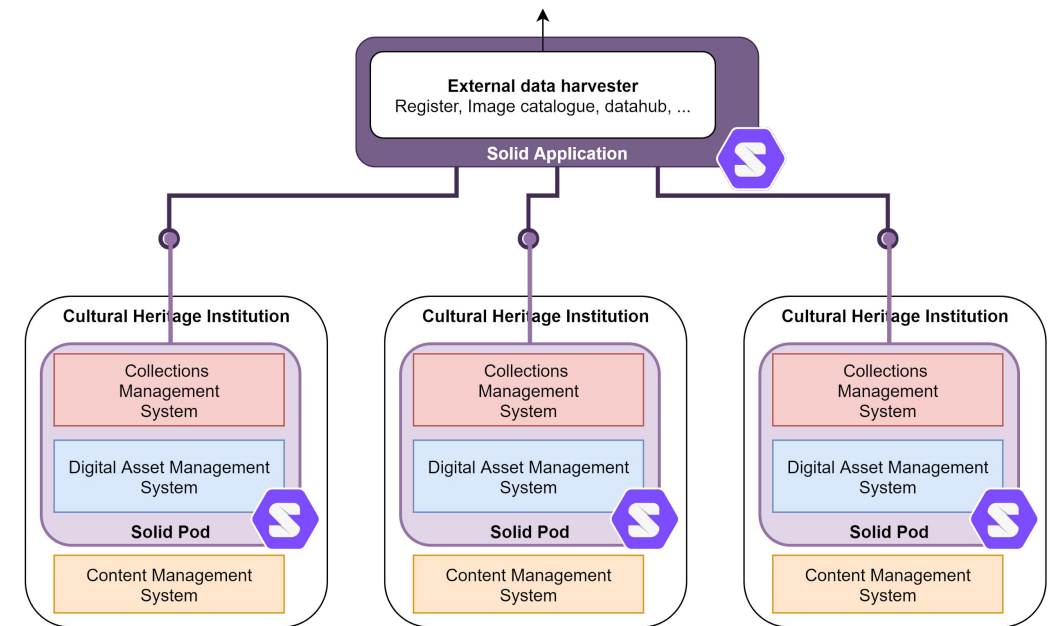 External data harvester
Register, Image catalogue, datahub, ...
Solid Application
Cultural Heritage Institution
Collections
Management
System
Digital Asset Management
System
Solid Pod
Content Management
System
Cultural Heritage Institution
Collections
Management
System
Digital Asset Management
System
Solid Pod
Content Management
System
Cultural Heritage Institution
Collections
Management
System
Digital Asset Management
System
Solid Pod
Content Management
System